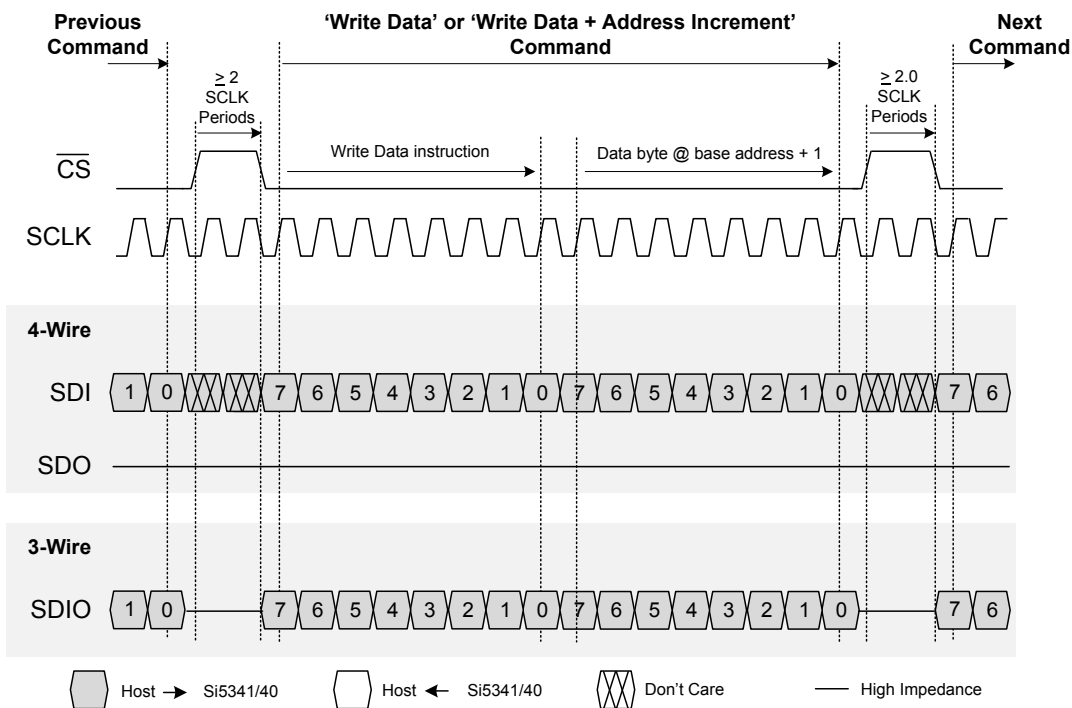 Previous Command
'Write Data' or 'Write Data + Address Increment' Command
Next Command
≥ 2 SCLK Periods
≥ 2.0 SCLK Periods
CS
Write Data instruction
Data byte @ base address + 1
SCLK
4-Wire
SDI 1 0 7 6 5 4 3 2 1 0 7 6 5 4 3 2 1 0 7 6
SDO
3-Wire
SDIO 1 0 7 6 5 4 3 2 1 0 7 6 5 4 3 2 1 0 7 6
Host → Si5341/40
Host ← Si5341/40
Don't Care
High Impedance